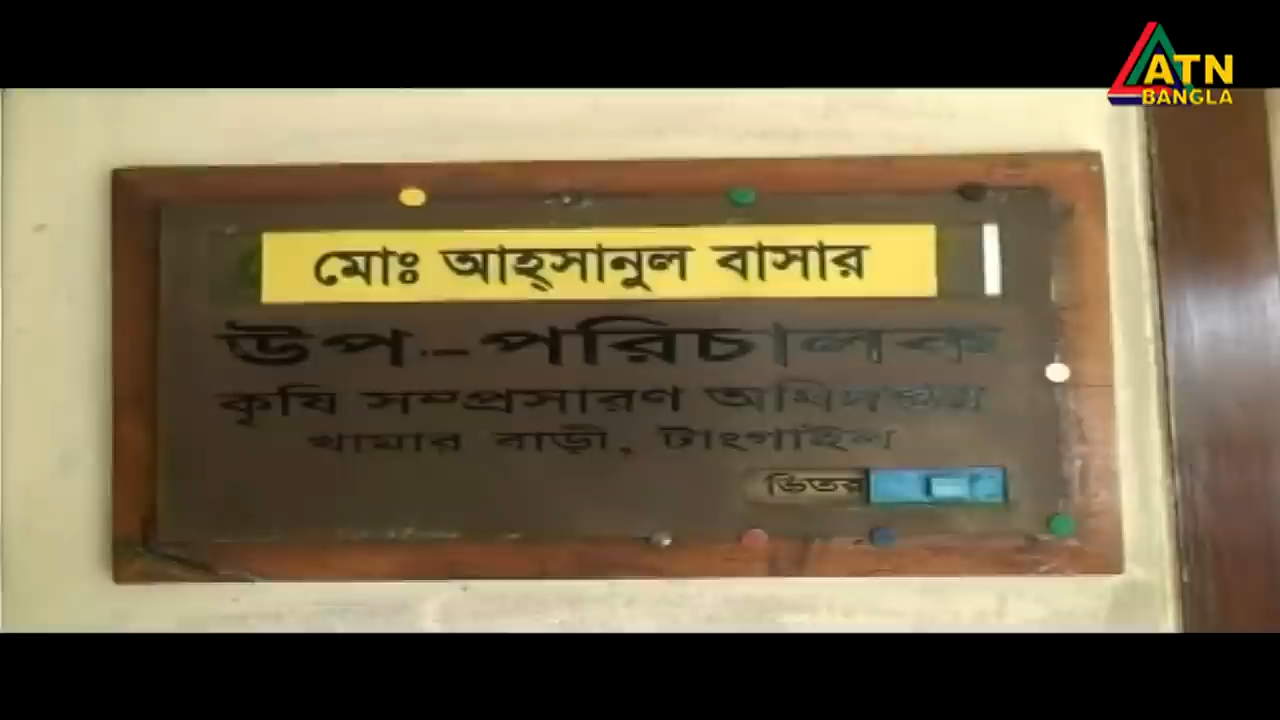 ATN
BANGLA
মোঃ আহ্সানুল বাসার
উপ-পরিচালক
কৃষি সম্প্রসারণ অধিদপ্তর
খামার বাড়ী, টাংগাইল
ভিতর